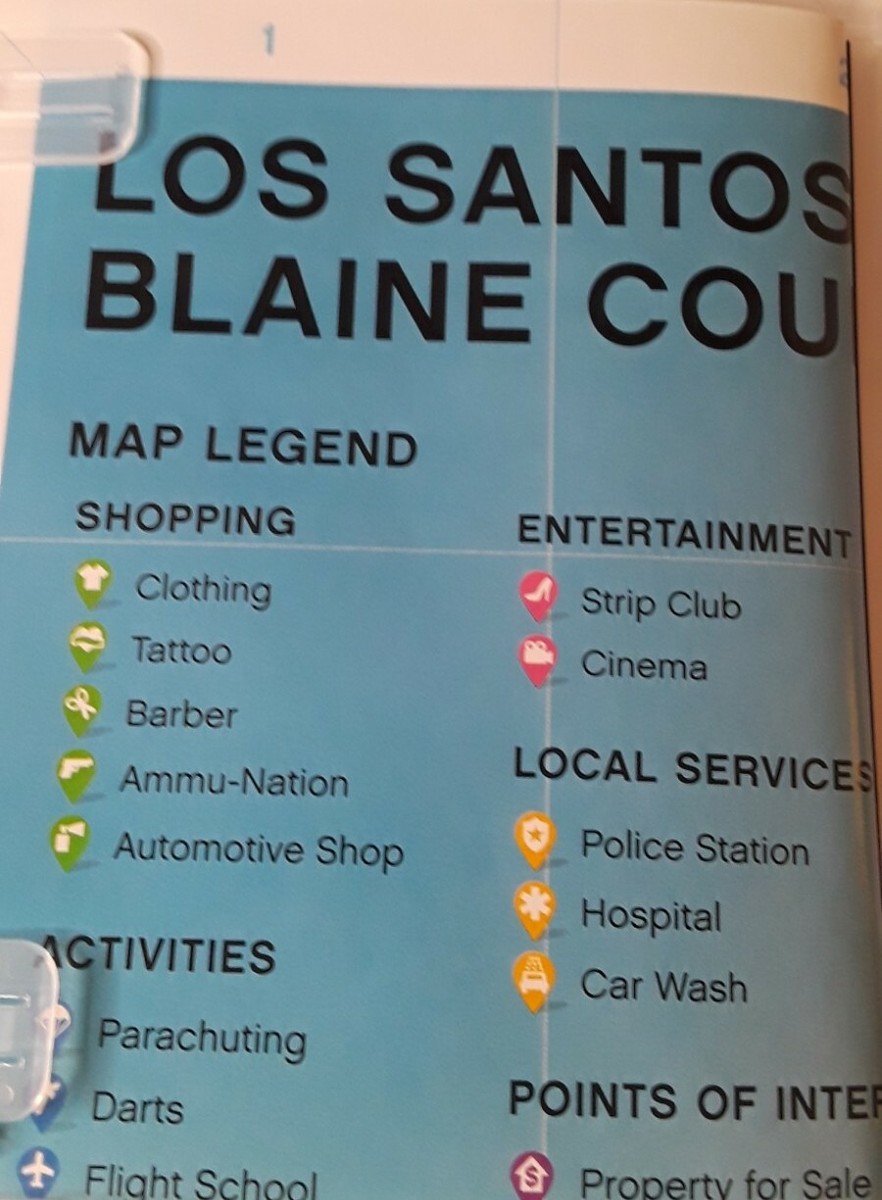 1
LOS SANTOS
BLAINE COU
MAP LEGEND
SHOPPING
Clothing
Tattoo
Barber
Ammu-Nation
Automotive Shop
ACTIVITIES
Parachuting
Darts
Flight School
ENTERTAINMENT
Strip Club
Cinema
LOCAL SERVICES
Police Station
Hospital
Car Wash
POINTS OF INTER
Property for Sale